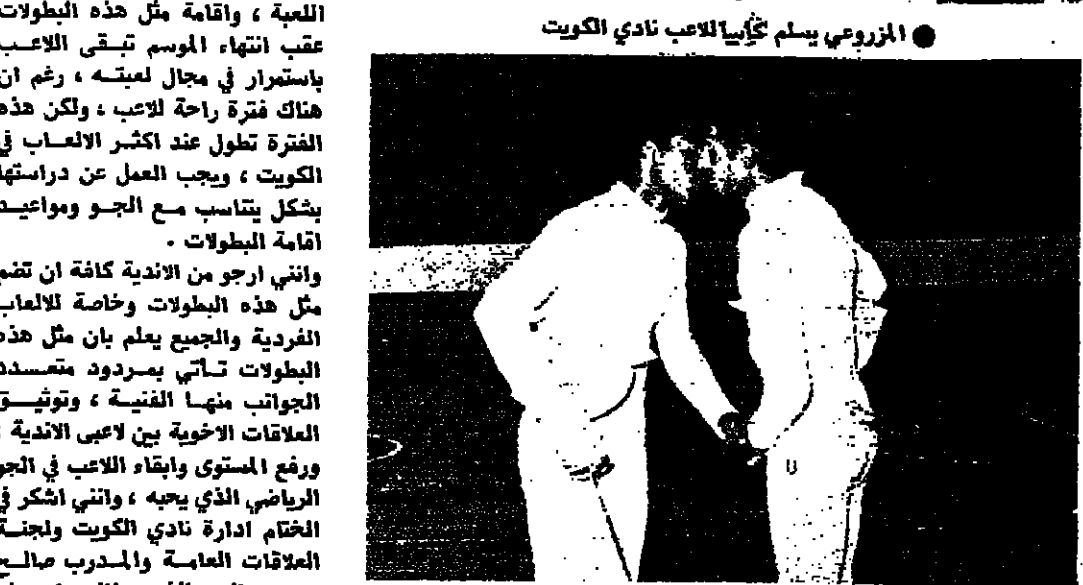 ● المزروعي يسلم كأسا للاعب نادي الكويت
اللعبة ، واقامة مثل هذه البطولات
عقب انتهاء الموسم تبقى اللاعب
باستمرار في مجال لعبته ، رغم ان
هناك فترة راحة للاعب ، ولكن هذه
الفترة تطول عند اكثر الالعاب في
الكويت ، ويجب العمل عن دراستها
بشكل يتناسب مع الجو ومواعيد
اقامة البطولات .
وانني ارجو من الاندية كافة ان تضم
مثل هذه البطولات وخاصة للالعاب
الفردية والجميع يعلم بان مثل هذه
البطولات تأتي بمردود متعدد
الجوانب منها الفنية ، وتوثيق
العلاقات الاخوية بين لاعبى الاندية ،
ورفع المستوى وابقاء اللاعب في الجو
الرياضي الذي يحبه ، وانني اشكر في
الختام ادارة نادي الكويت ولجنة
العلاقات العامة والمدرب صالح